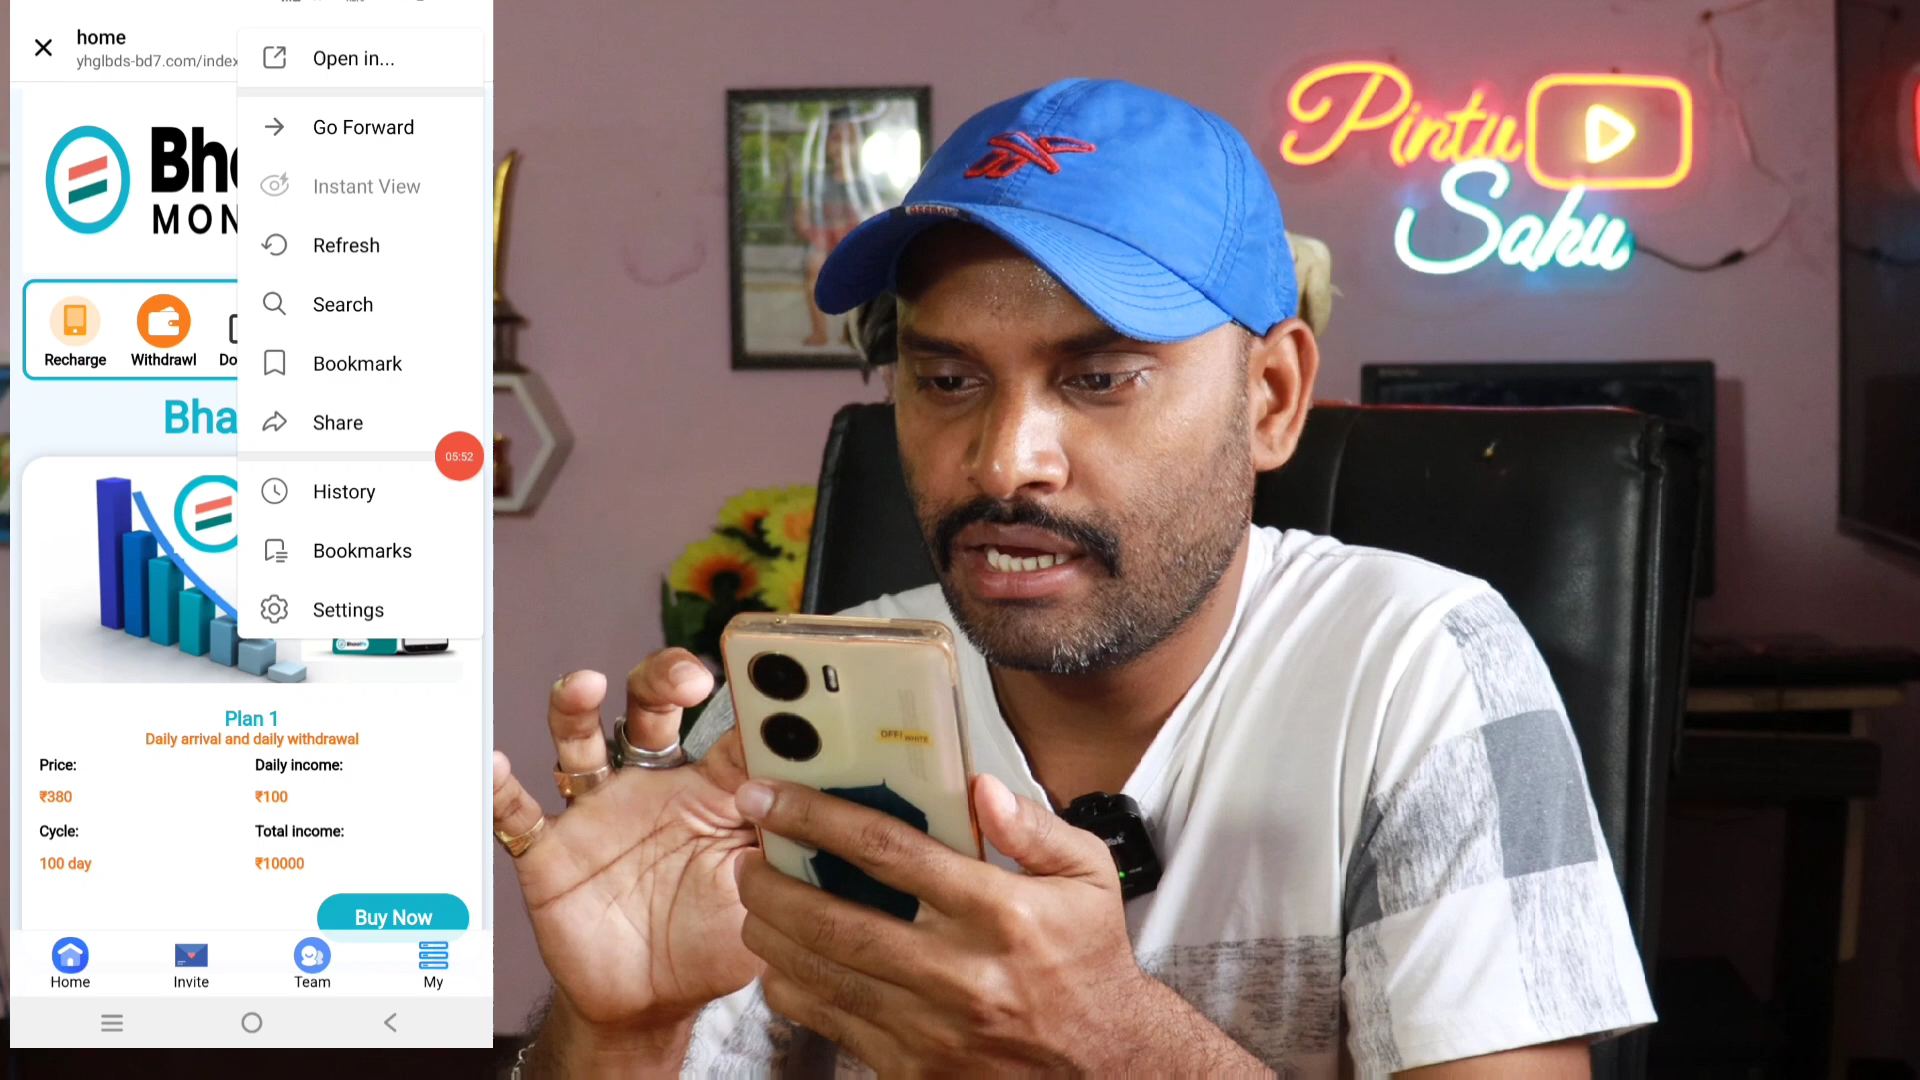 home
yhglbds-bd7.com/index
Open in...
Go Forward
Instant View
Refresh
Search
Bookmark
Share
05:52
History
Bookmarks
Settings
MON
Recharge
Withdrawl
Do
Bha
Plan 1
Daily arrival and daily withdrawal
Price:
Daily income:
₹380
₹100
Cycle:
Total income:
100 day
₹10000
Buy Now
Home
Invite
Team
My
Pintu
Sahu
OFF! WHITE